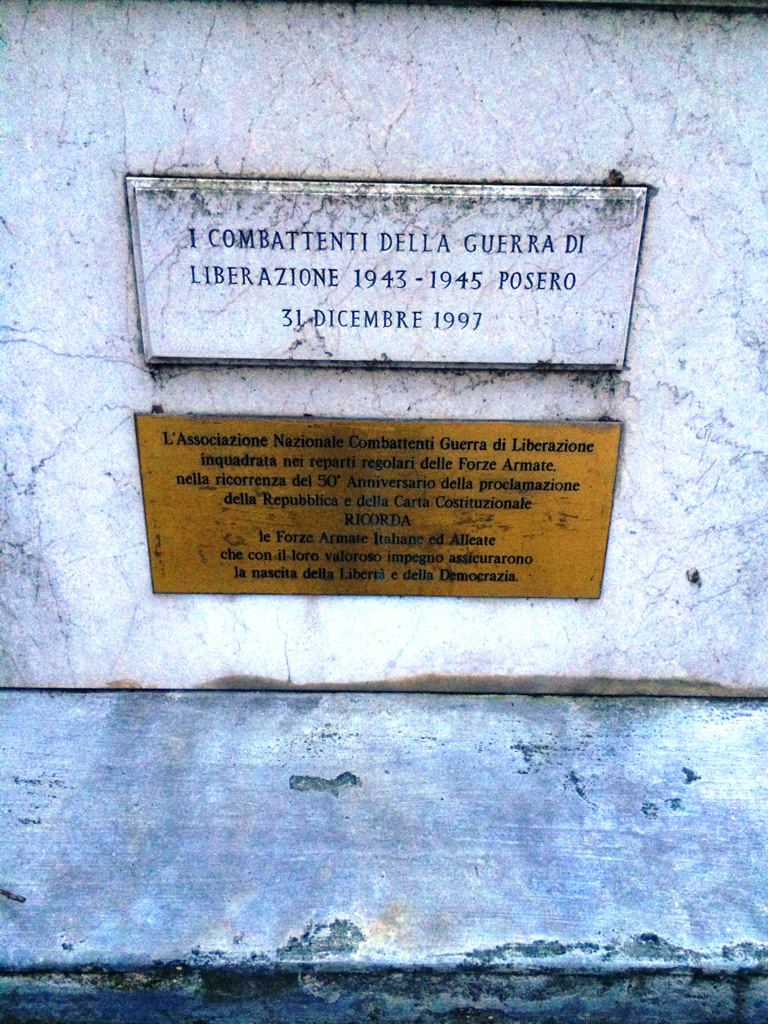 I COMBATTENTI DELLA GUERRA DI
LIBERAZIONE 1943 - 1945 POSERO
31 DICEMBRE 1997
L'Associazione Nazionale Combattenti Guerra di Liberazione
inquadrata nei reparti regolari delle Forze Armate,
nella ricorrenza del 50° Anniversario della proclamazione
della Repubblica e della Carta Costituzionale
RICORDA
le Forze Armate Italiane ed Alleate
che con il loro valoroso impegno assicurarono
la nascita della Libertà e della Democrazia.